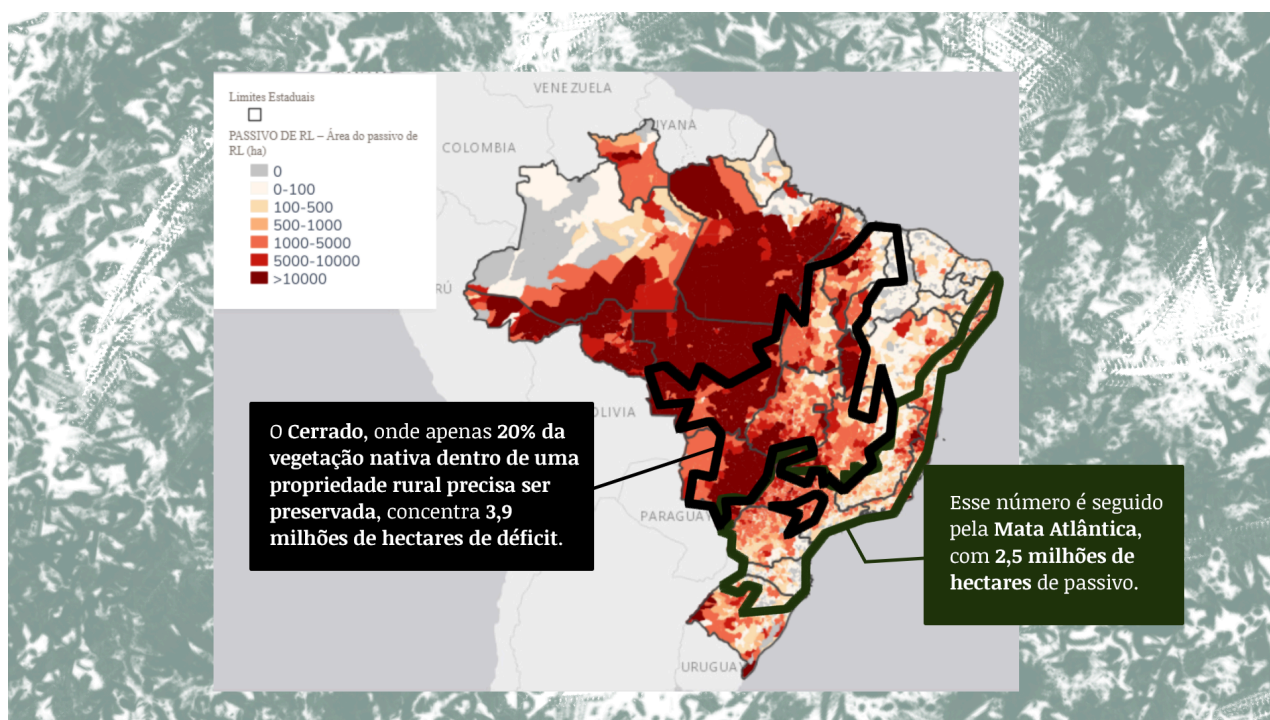 Limites Estaduais
PASSIVO DE RL – Área do passivo de
RL (ha)
0
0-100
100-500
500-1000
1000-5000
5000-10000
>10000
VENEZUELA
COLOMBIA
GUYANA
RÚ
OLIVIA
PARAGUAY
URUGUAY
O Cerrado, onde apenas 20% da
vegetação nativa dentro de uma
propriedade rural precisa ser
preservada, concentra 3,9
milhões de hectares de déficit.
Esse número é seguido
pela Mata Atlântica,
com 2,5 milhões de
hectares de passivo.